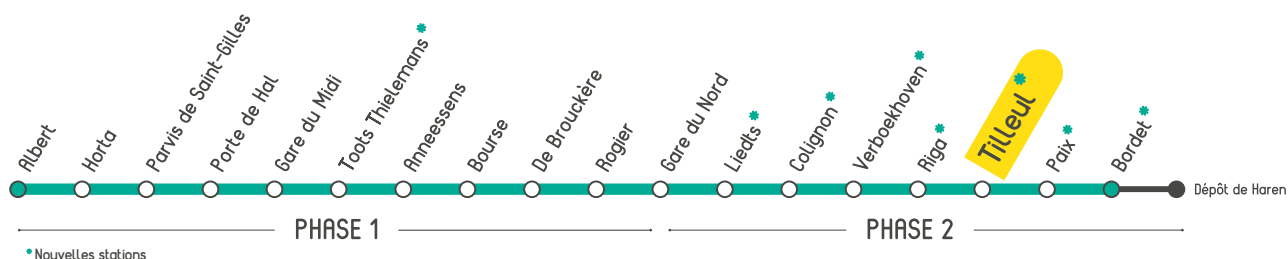 Albert
Horta
Parvis de Saint-Gilles
Porte de Hal
Gare du Midi
Toots Thielemans*
Anneessens
Bourse
De Brouckère
Rogier
Gare du Nord
Liedts*
Colignon*
Verboekhoven*
Riga*
Tilleul*
Paix*
Bordet*
Dépôt de Haren
PHASE 1
PHASE 2
*Nouvelles stations